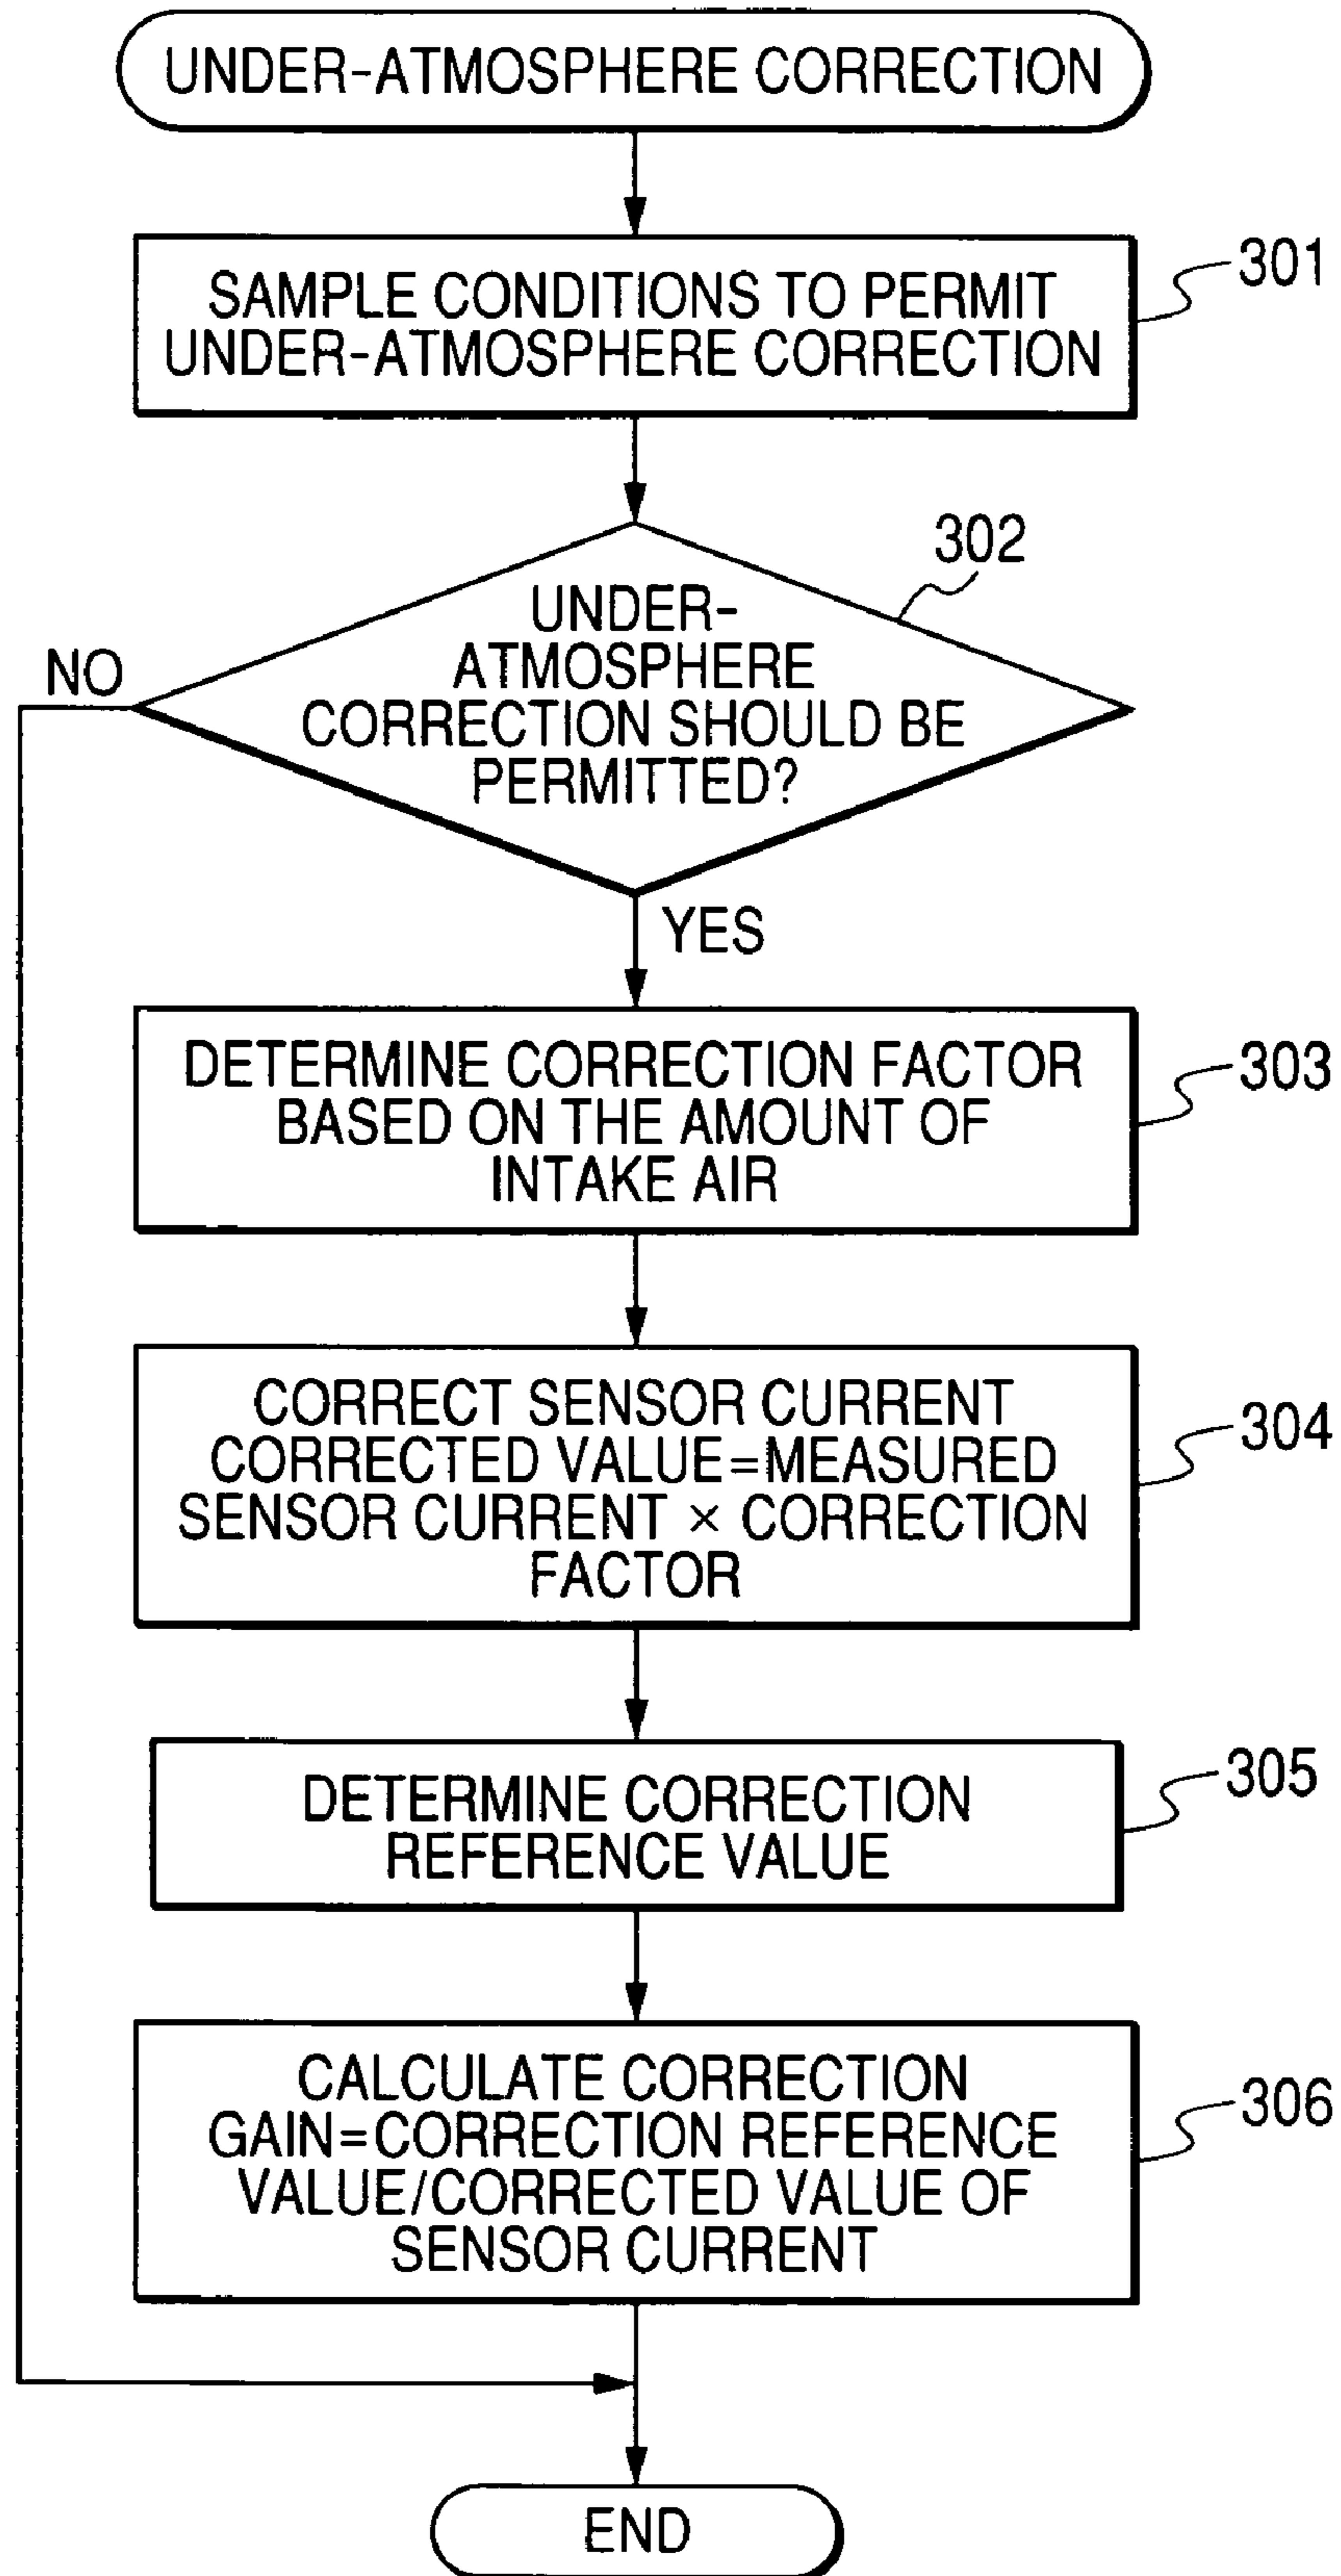 UNDER-ATMOSPHERE CORRECTION
SAMPLE CONDITIONS TO PERMIT
UNDER-ATMOSPHERE CORRECTION
301
302
UNDER-
ATMOSPHERE
CORRECTION SHOULD BE
PERMITTED?
NO
YES
DETERMINE CORRECTION FACTOR
BASED ON THE AMOUNT OF
INTAKE AIR
303
CORRECT SENSOR CURRENT
CORRECTED VALUE=MEASURED
SENSOR CURRENT × CORRECTION
FACTOR
304
DETERMINE CORRECTION
REFERENCE VALUE
305
CALCULATE CORRECTION
GAIN=CORRECTION REFERENCE
VALUE/CORRECTED VALUE OF
SENSOR CURRENT
306
END